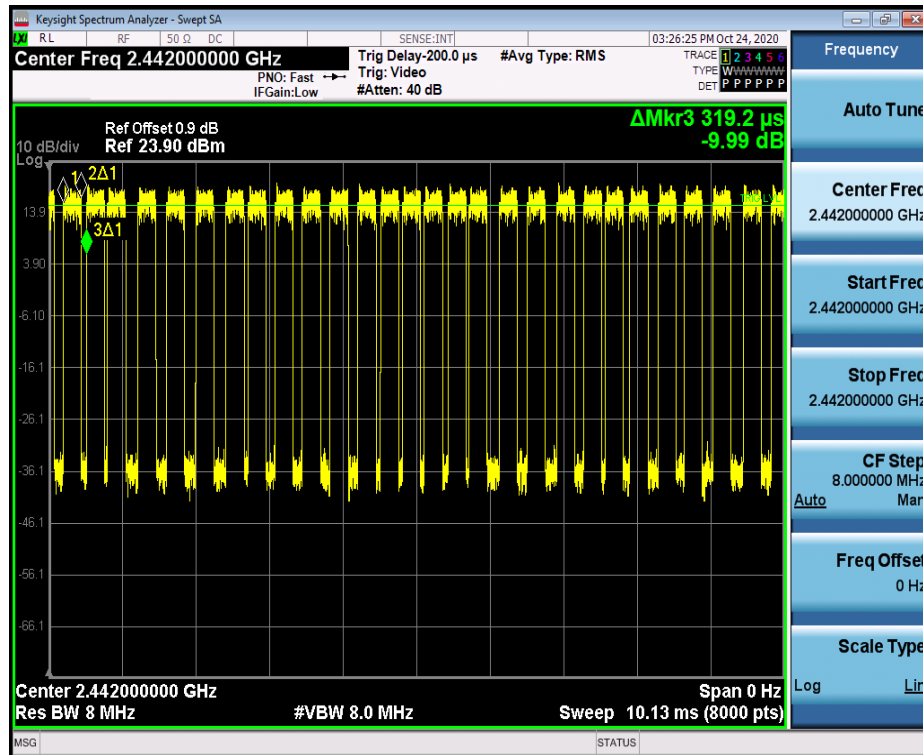 Keysight Spectrum Analyzer - Swept SA
LXI RL RF 50 Ω DC SENSE:INT 03:26:25 PM Oct 24, 2020
Center Freq 2.442000000 GHz
PNO: Fast
IFGain:Low
Trig Delay-200.0 µs
Trig: Video
#Atten: 40 dB
#Avg Type: RMS
TRACE 1 2 3 4 5 6
TYPE WWWWWW
DET P P P P P P
ΔMkr3 319.2 µs
-9.99 dB
Ref Offset 0.9 dB
10 dB/div Ref 23.90 dBm
Log
1 2Δ1
3Δ1
13.9
3.90
-6.10
-16.1
-26.1
-36.1
-46.1
-56.1
-66.1
Center 2.442000000 GHz Span 0 Hz
Res BW 8 MHz #VBW 8.0 MHz Sweep 10.13 ms (8000 pts)
MSG STATUS
Frequency
Auto Tune
Center Freq
2.442000000 GHz
Start Freq
2.442000000 GHz
Stop Freq
2.442000000 GHz
CF Step
8.000000 MHz
Auto Man
Freq Offset
0 Hz
Scale Type
Log Lin